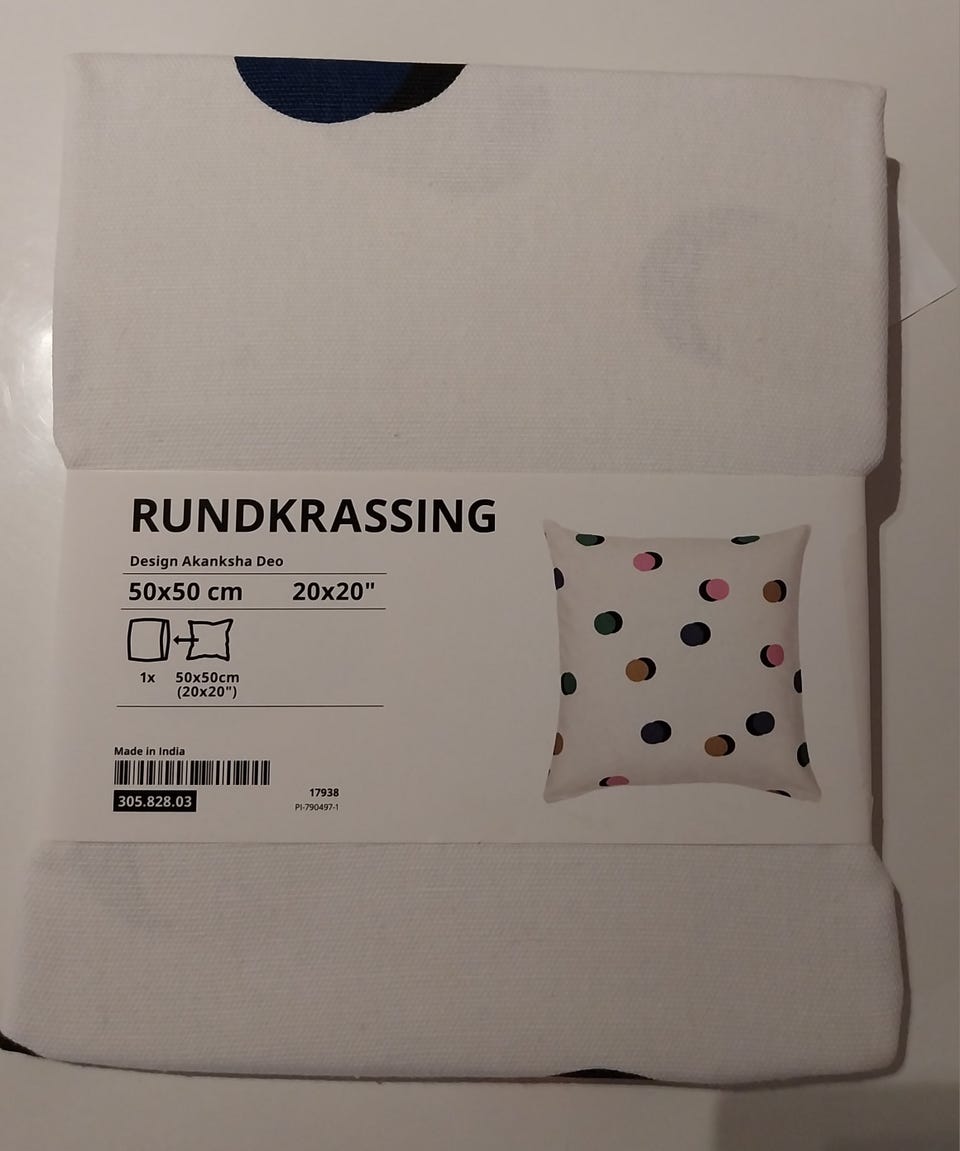 RUNDKRASSING
Design Akanksha Deo
50x50 cm 20x20"
1x 50x50cm
(20x20")
Made in India
305.828.03
17938
PI-790497-1